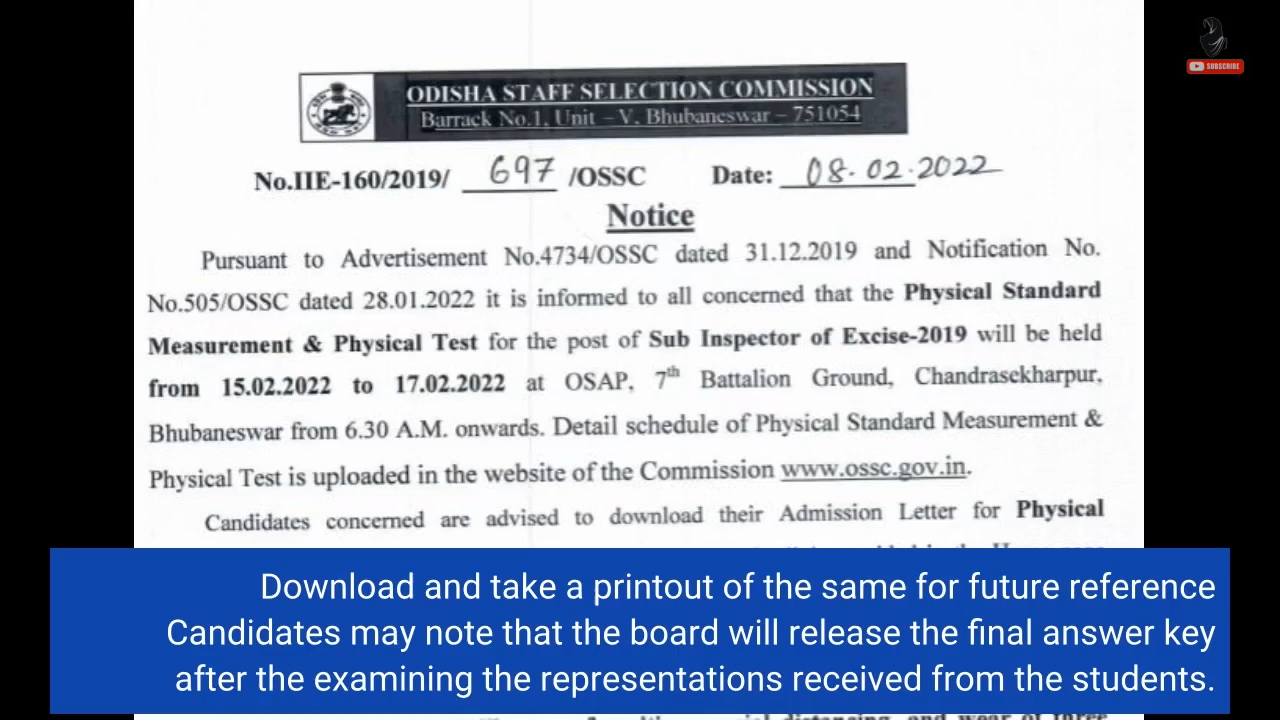 SUBSCRIBE
ODISHA STAFF SELECTION COMMISSION
Barrack No.1, Unit – V, Bhubaneswar – 751054
No.IIE-160/2019/ 697 /OSSC Date: 08.02.2022
Notice
Pursuant to Advertisement No.4734/OSSC dated 31.12.2019 and Notification No.
No.505/OSSC dated 28.01.2022 it is informed to all concerned that the Physical Standard
Measurement & Physical Test for the post of Sub Inspector of Excise-2019 will be held
from 15.02.2022 to 17.02.2022 at OSAP, 7th Battalion Ground, Chandrasekharpur,
Bhubaneswar from 6.30 A.M. onwards. Detail schedule of Physical Standard Measurement &
Physical Test is uploaded in the website of the Commission www.ossc.gov.in.
Candidates concerned are advised to download their Admission Letter for Physical
Download and take a printout of the same for future reference
Candidates may note that the board will release the final answer key
after the examining the representations received from the students.